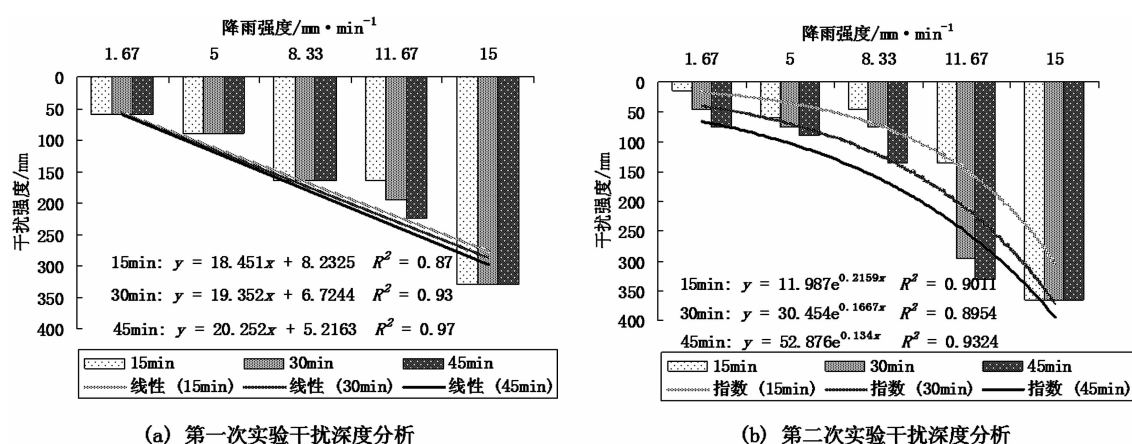 降雨强度/mm·min⁻¹
1.67 5 8.33 11.67 15
0
50
100
150
200
250
300
350
400
干扰强度/mm
15min: y = 18.451x + 8.2325 R² = 0.87
30min: y = 19.352x + 6.7244 R² = 0.93
45min: y = 20.252x + 5.2163 R² = 0.97
15min 30min 45min
线性 (15min) 线性 (30min) 线性 (45min)
(a) 第一次实验干扰深度分析
降雨强度/mm·min⁻¹
1.67 5 8.33 11.67 15
0
50
100
150
200
250
300
350
400
干扰强度/mm
15min: y = 11.987e^0.2159x R² = 0.9011
30min: y = 30.454e^0.1667x R² = 0.8954
45min: y = 52.876e^0.134x R² = 0.9324
15min 30min 45min
指数 (15min) 指数 (30min) 指数 (45min)
(b) 第二次实验干扰深度分析